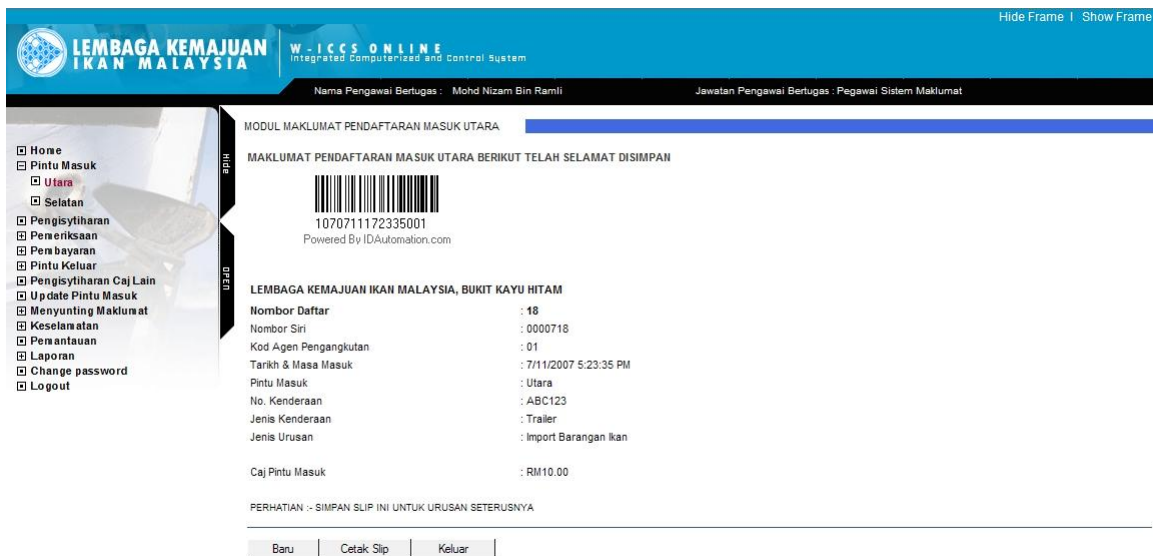 Hide Frame I Show Frame
LEMBAGA KEMAJUAN
IKAN MALAYSIA
W-ICCS ONLINE
Integrated Computerized and Control System
Nama Pengawai Bertugas : Mohd Nizam Bin Ramli
Jawatan Pengawai Bertugas : Pegawai Sistem Maklumat
Home
Pintu Masuk
Utara
Selatan
Pengisytiharan
Pemeriksaan
Pembayaran
Pintu Keluar
Pengisytiharan Caj Lain
Update Pintu Masuk
Menyunting Maklumat
Keselamatan
Pemantauan
Laporan
Change password
Logout
Hide
OPEN
MODUL MAKLUMAT PENDAFTARAN MASUK UTARA
MAKLUMAT PENDAFTARAN MASUK UTARA BERIKUT TELAH SELAMAT DISIMPAN
1070711172335001
Powered By IDAutomation.com
LEMBAGA KEMAJUAN IKAN MALAYSIA, BUKIT KAYU HITAM
Nombor Daftar : 18
Nombor Siri : 0000718
Kod Agen Pengangkutan : 01
Tarikh & Masa Masuk : 7/11/2007 5:23:35 PM
Pintu Masuk : Utara
No. Kenderaan : ABC123
Jenis Kenderaan : Trailer
Jenis Urusan : Import Barangan Ikan
Caj Pintu Masuk : RM10.00
PERHATIAN :- SIMPAN SLIP INI UNTUK URUSAN SETERUSNYA
Baru Cetak Slip Keluar